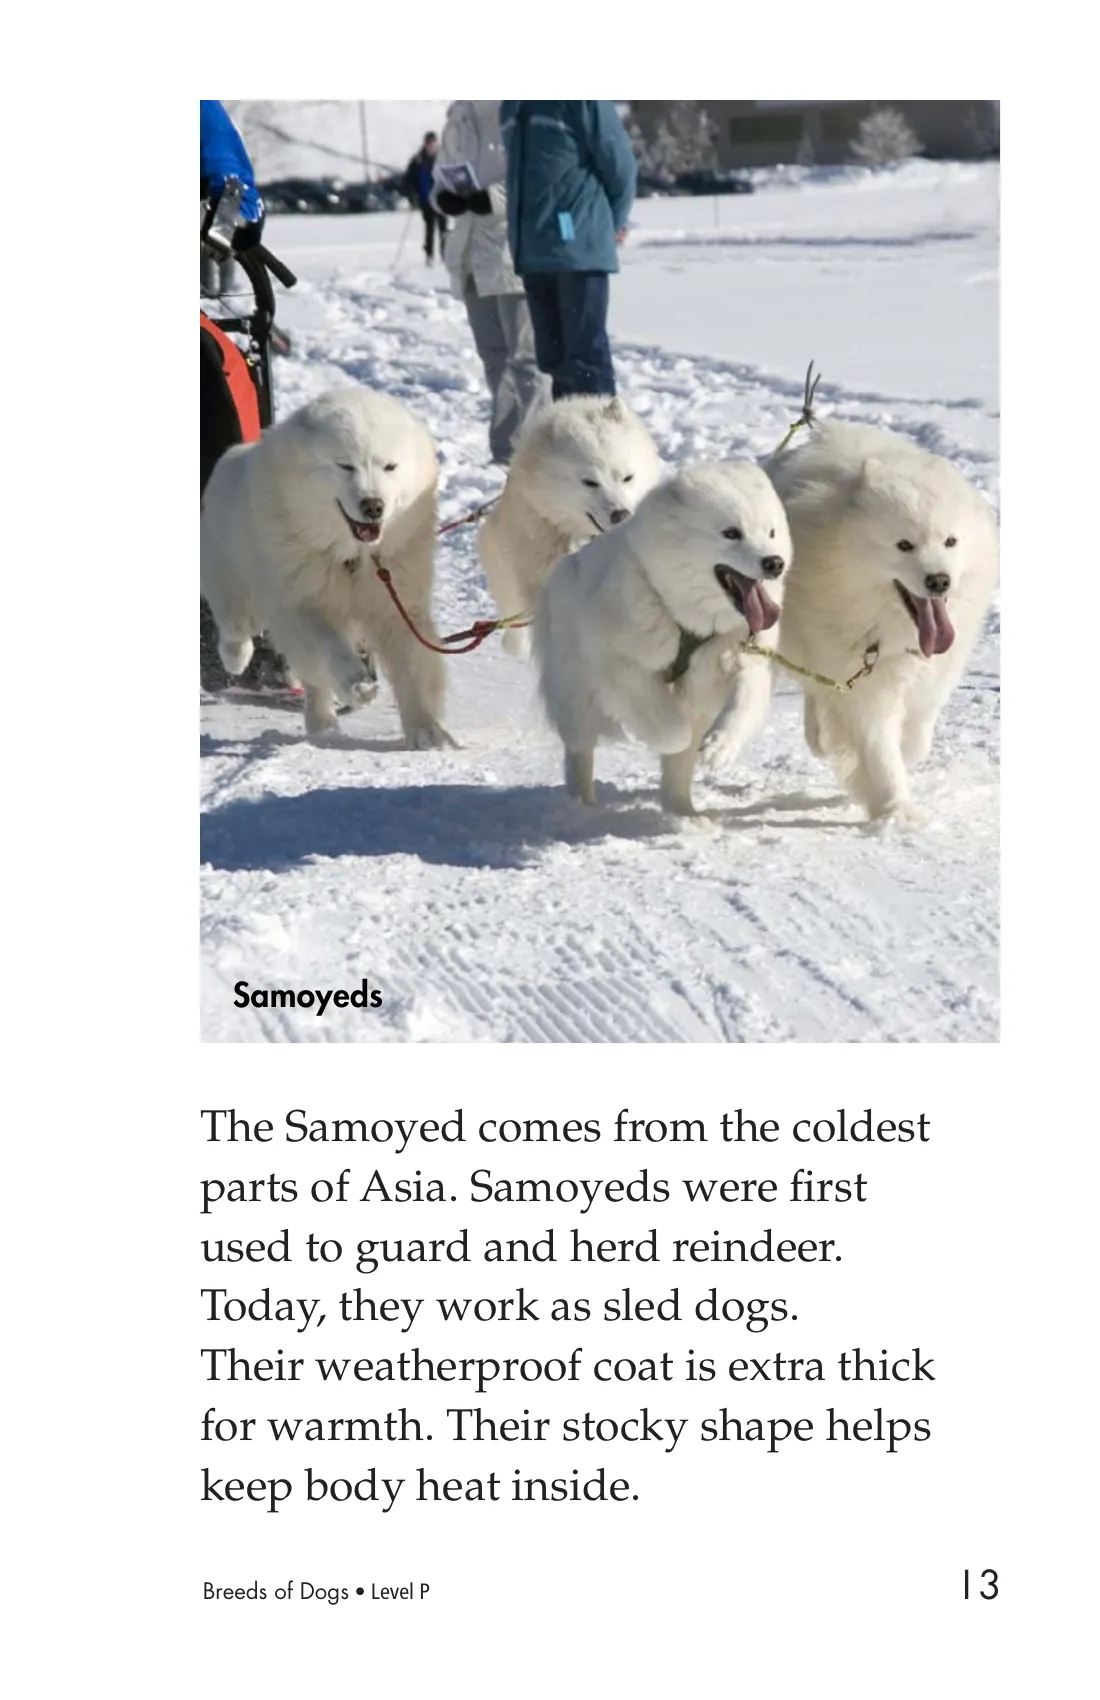 Samoyeds
The Samoyed comes from the coldest
parts of Asia. Samoyeds were first
used to guard and herd reindeer.
Today, they work as sled dogs.
Their weatherproof coat is extra thick
for warmth. Their stocky shape helps
keep body heat inside.
Breeds of Dogs • Level P
13